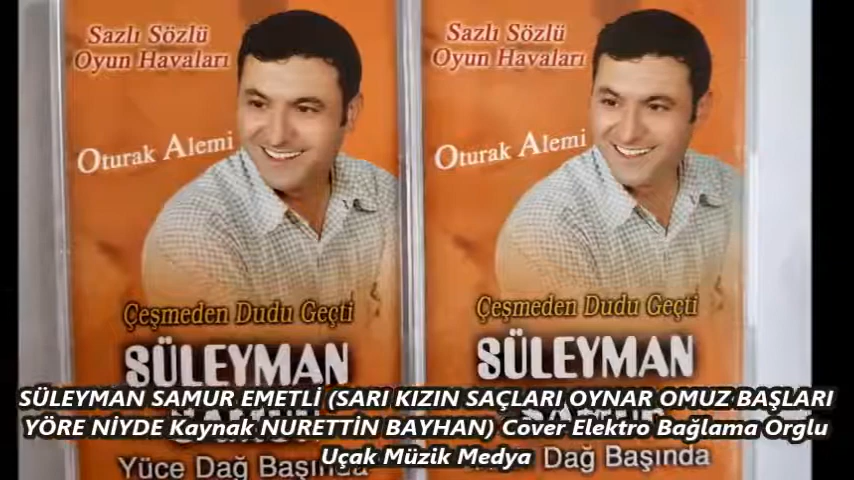 Sazlı Sözlü
Oyun Havaları
Oturak Alemi
Çeşmeden Dudu Geçti
SÜLEYMAN
Yüce Dağ Başında
Sazlı Sözlü
Oyun Havaları
Oturak Alemi
Çeşmeden Dudu Geçti
SÜLEYMAN
Dağ Başında
SÜLEYMAN SAMUR EMETLİ (SARI KIZIN SAÇLARI OYNAR OMUZ BAŞLARI
YÖRE NİYDE Kaynak NURETTİN BAYHAN) Cover Elektro Bağlama Orglu
Uçak Müzik Medya